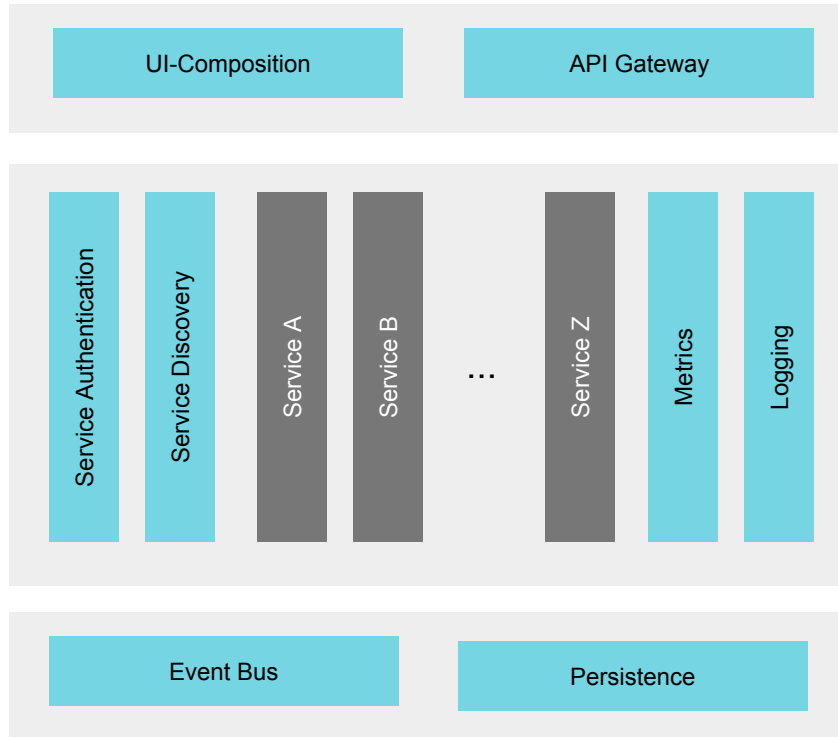 UI-Composition
API Gateway
Service Authentication
Service Discovery
Service A
Service B
...
Service Z
Metrics
Logging
Event Bus
Persistence